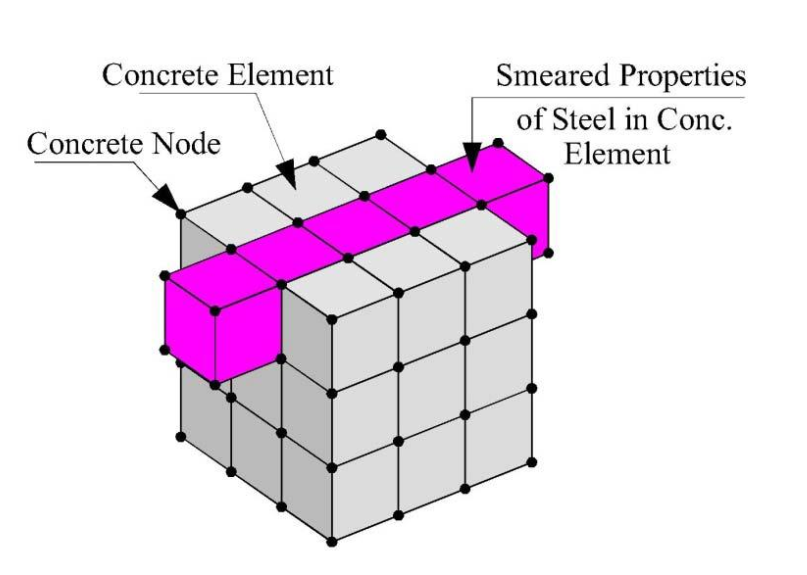 Concrete Element
Concrete Node
Smeared Properties
of Steel in Conc.
Element